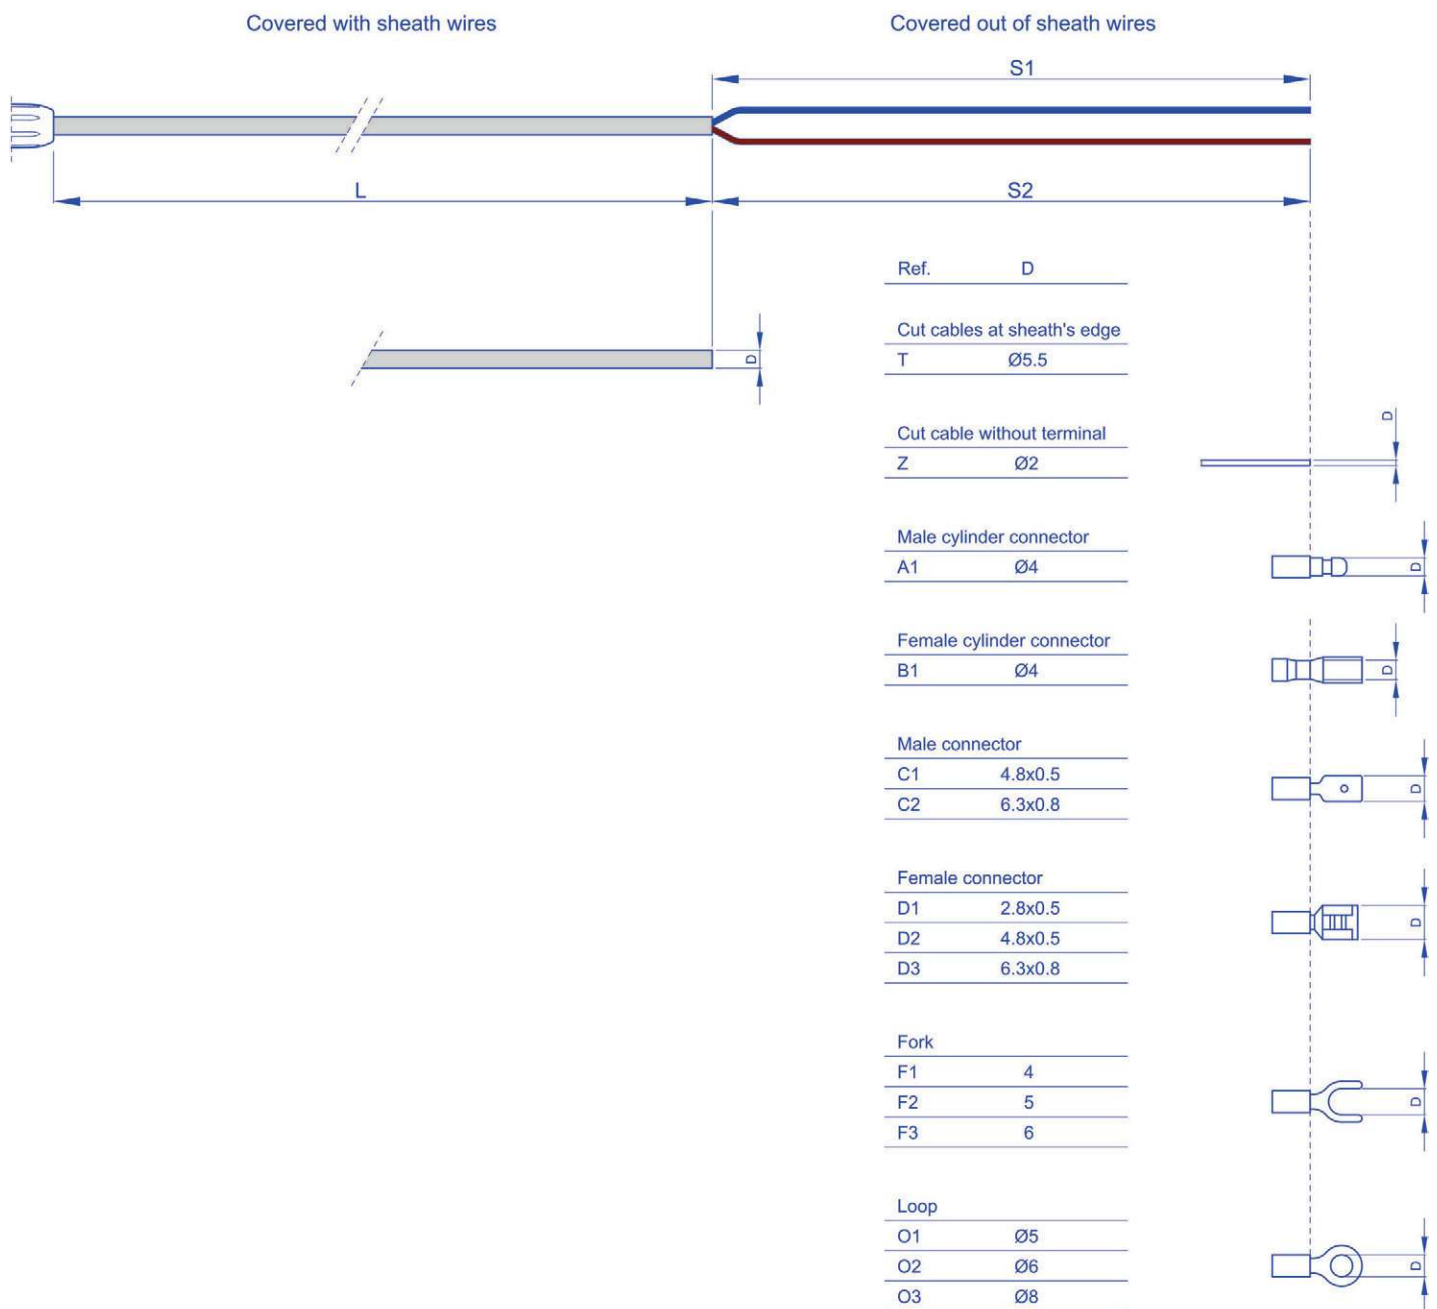 Covered with sheath wires
Covered out of sheath wires
S1
L
S2
Ref. D
Cut cables at sheath's edge
D
T Ø5.5
D
Cut cable without terminal
Z Ø2
Male cylinder connector
A1 Ø4
D
Female cylinder connector
B1 Ø4
D
Male connector
C1 4.8x0.5
D
C2 6.3x0.8
Female connector
D1 2.8x0.5
D
D2 4.8x0.5
D3 6.3x0.8
Fork
F1 4
F2 5
D
F3 6
Loop
O1 Ø5
O2 Ø6
D
O3 Ø8